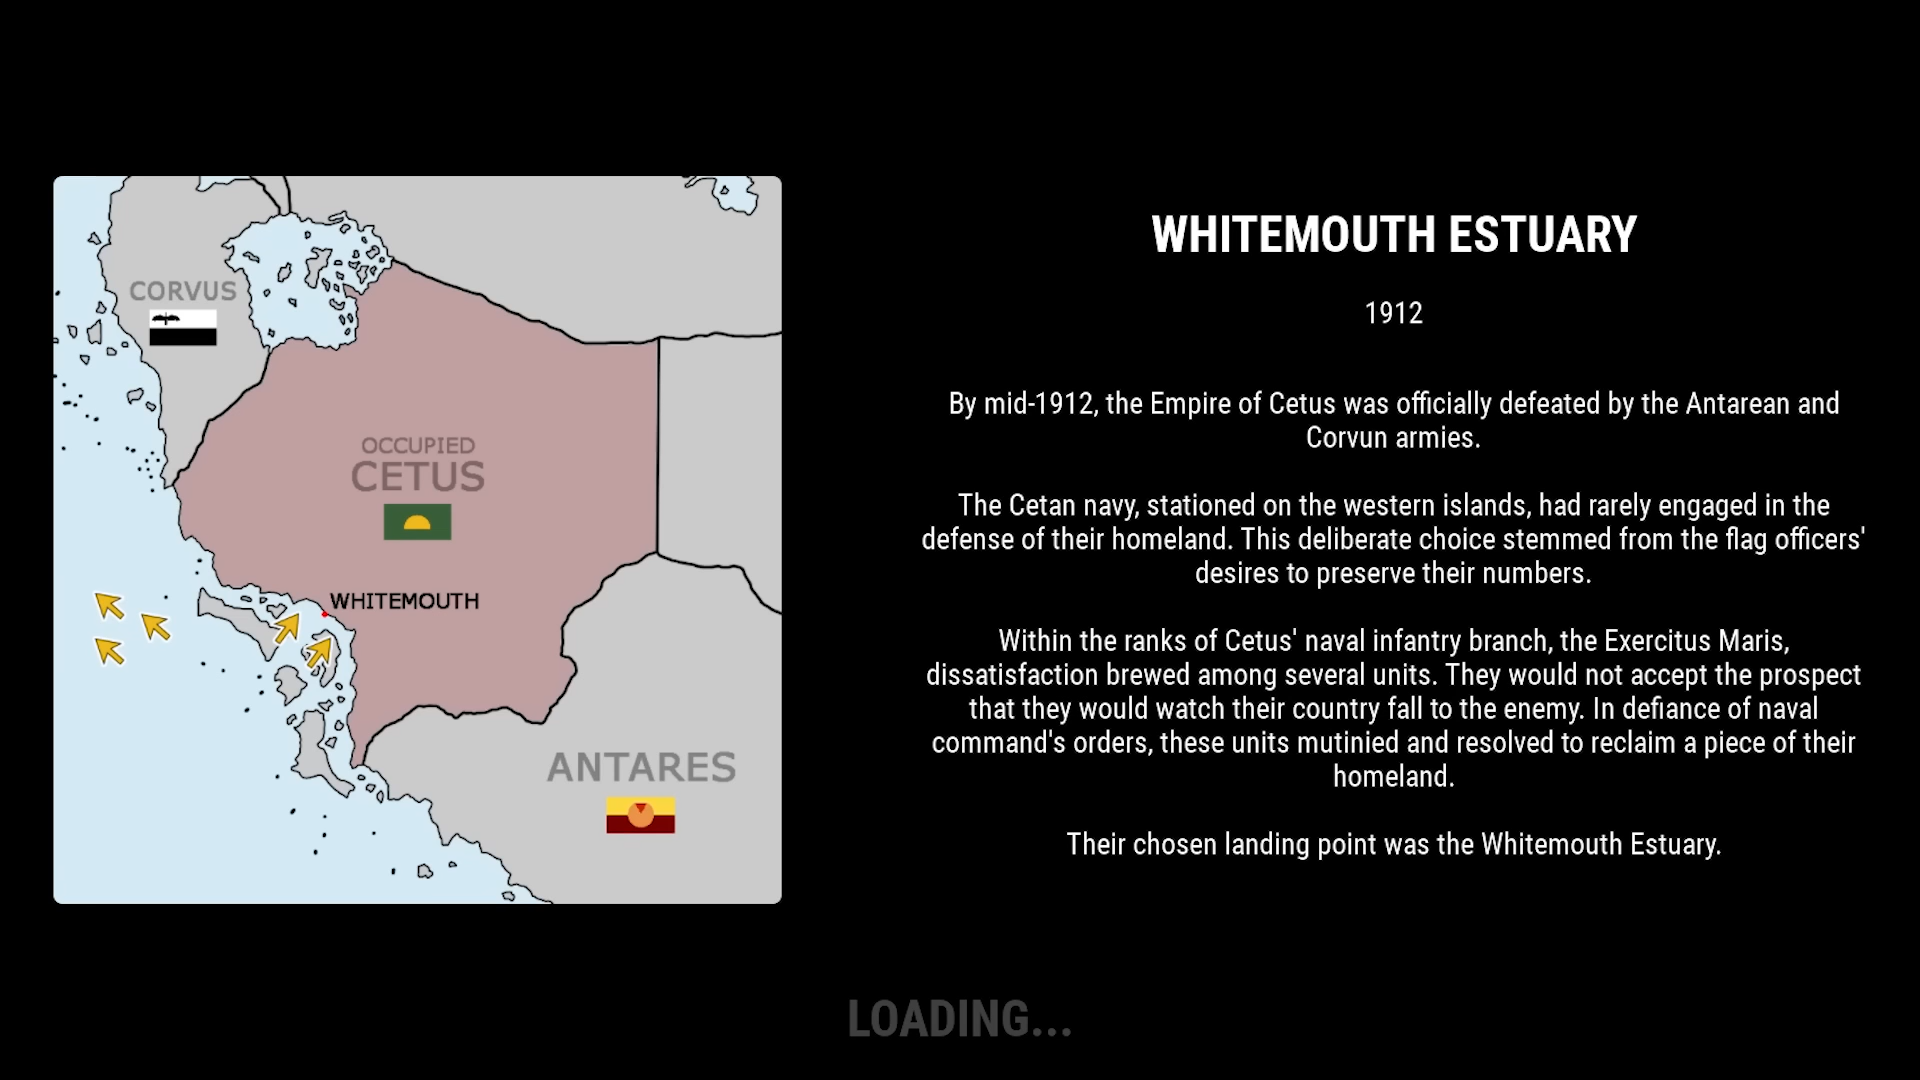 CORVUS
OCCUPIED
CETUS
WHITEMOUTH
ANTARES
WHITEMOUTH ESTUARY
1912
By mid-1912, the Empire of Cetus was officially defeated by the Antarean and
Corvun armies.
The Cetan navy, stationed on the western islands, had rarely engaged in the
defense of their homeland. This deliberate choice stemmed from the flag officers'
desires to preserve their numbers.
Within the ranks of Cetus' naval infantry branch, the Exercitus Maris,
dissatisfaction brewed among several units. They would not accept the prospect
that they would watch their country fall to the enemy. In defiance of naval
command's orders, these units mutinied and resolved to reclaim a piece of their
homeland.
Their chosen landing point was the Whitemouth Estuary.
LOADING...